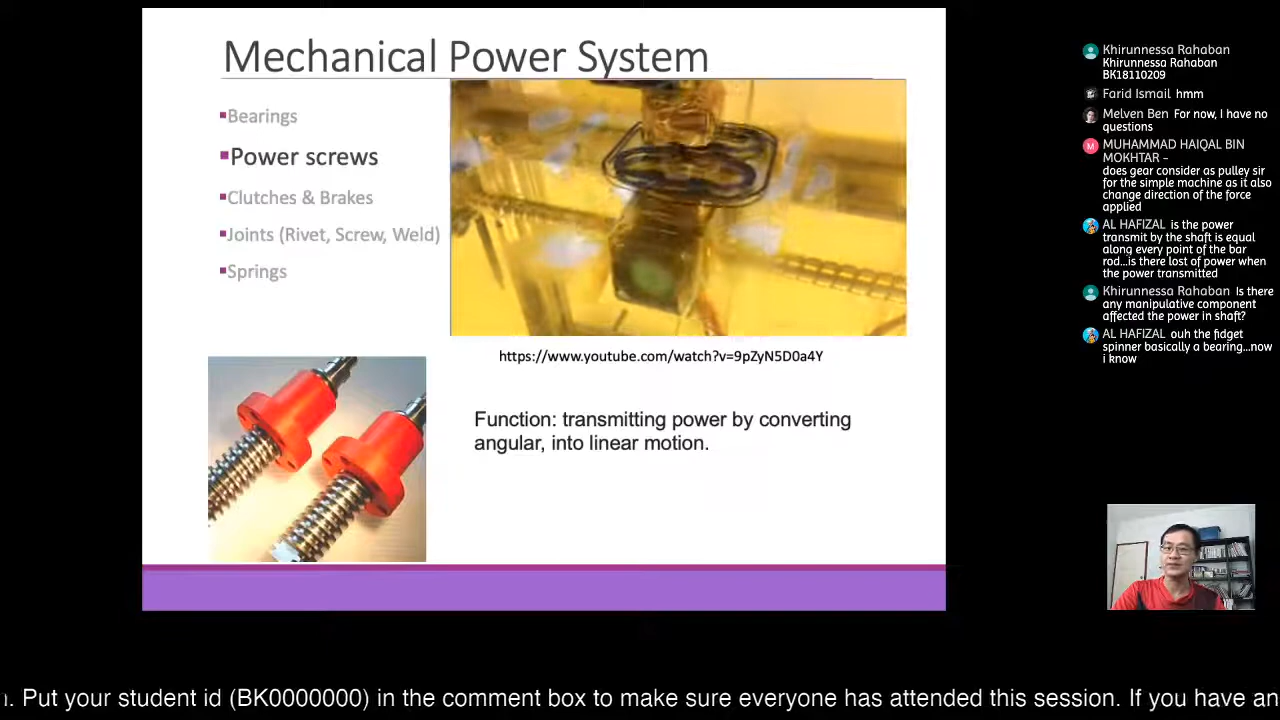 Mechanical Power System
Bearings
Power screws
Clutches & Brakes
Joints (Rivet, Screw, Weld)
Springs
https://www.youtube.com/watch?v=9pZyN5D0a4Y
Function: transmitting power by converting
angular, into linear motion.
Khirunnessa Rahaban
Khirunnessa Rahaban
BK18110209
Farid Ismail hmm
Melven Ben For now, I have no
questions
MUHAMMAD HAIQAL BIN
MOKHTAR -
does gear consider as pulley sir
for the simple machine as it also
change direction of the force
applied
AL HAFIZAL is the power
transmit by the shaft is equal
along every point of the bar
rod...is there lost of power when
the power transmitted
Khirunnessa Rahaban Is there
any manipulative component
affected the power in shaft?
AL HAFIZAL ouh the fidget
spinner basically a bearing...now
i know
. Put your student id (BK0000000) in the comment box to make sure everyone has attended this session. If you have an